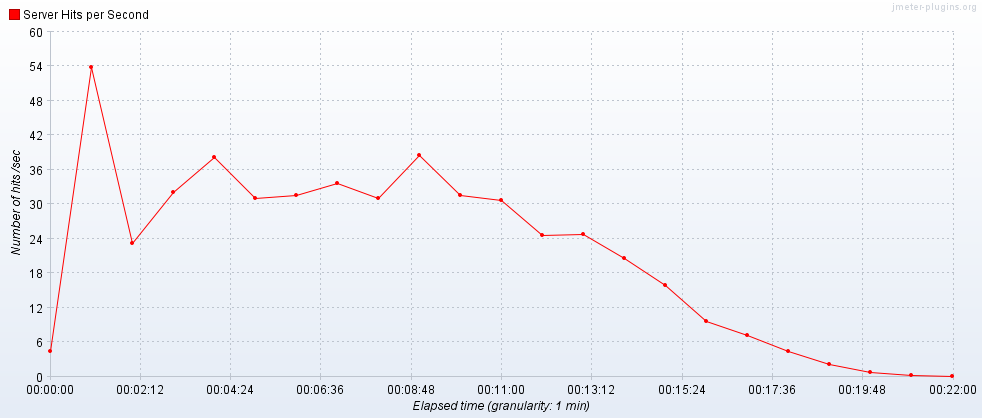 jmeter-plugins.org
Server Hits per Second
60
54
48
42
36
30
24
18
12
6
0
Number of hits /sec
00:00:00 00:02:12 00:04:24 00:06:36 00:08:48 00:11:00 00:13:12 00:15:24 00:17:36 00:19:48 00:22:00
Elapsed time (granularity: 1 min)